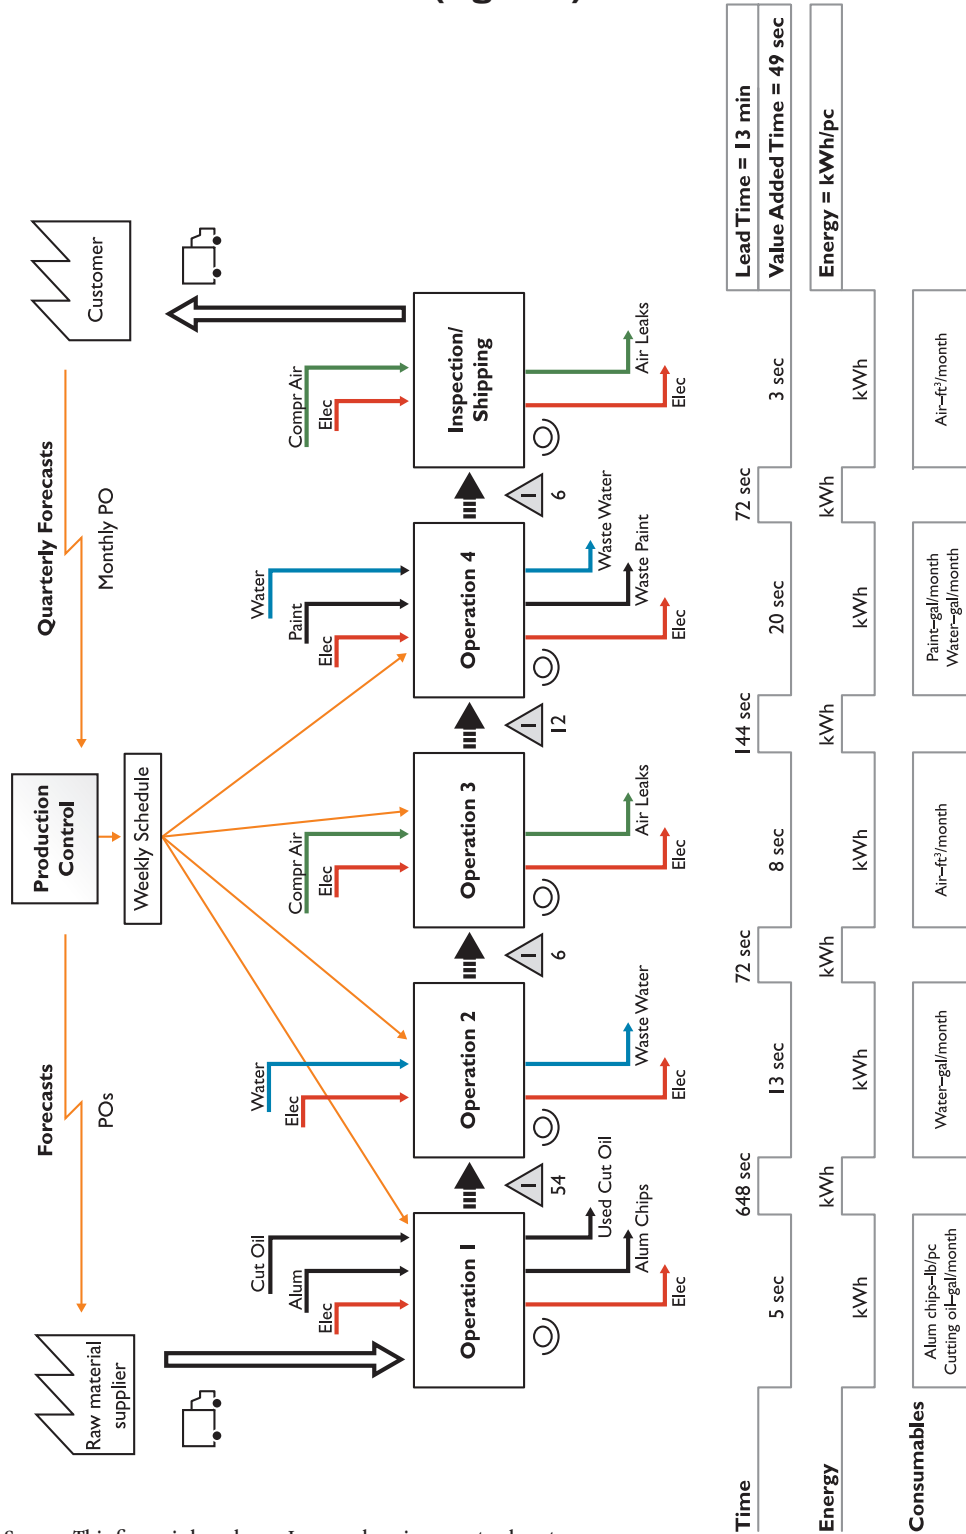 Customer
Quarterly Forecasts
Monthly PO
Production
Control
Weekly Schedule
Forecasts
POs
Raw material
supplier
Elec
Alum
Cut Oil
Operation 1
Used Cut Oil
Alum Chips
Elec
54
Elec
Water
Operation 2
Waste Water
Elec
6
Elec
Compr Air
Operation 3
Air Leaks
Elec
12
Elec
Paint
Water
Operation 4
Waste Water
Waste Paint
Elec
6
Elec
Compr Air
Inspection/
Shipping
Air Leaks
Elec
I
I
I
I
Time
5 sec
648 sec
13 sec
72 sec
8 sec
144 sec
20 sec
72 sec
3 sec
Lead Time = 13 min
Value Added Time = 49 sec
Energy
kWh
kWh
kWh
kWh
kWh
kWh
kWh
kWh
kWh
Energy = kWh/pc
Consumables
Alum chips–lb/pc
Cutting oil–gal/month
Water–gal/month
Air–ft³/month
Paint–gal/month
Water–gal/month
Air–ft³/month